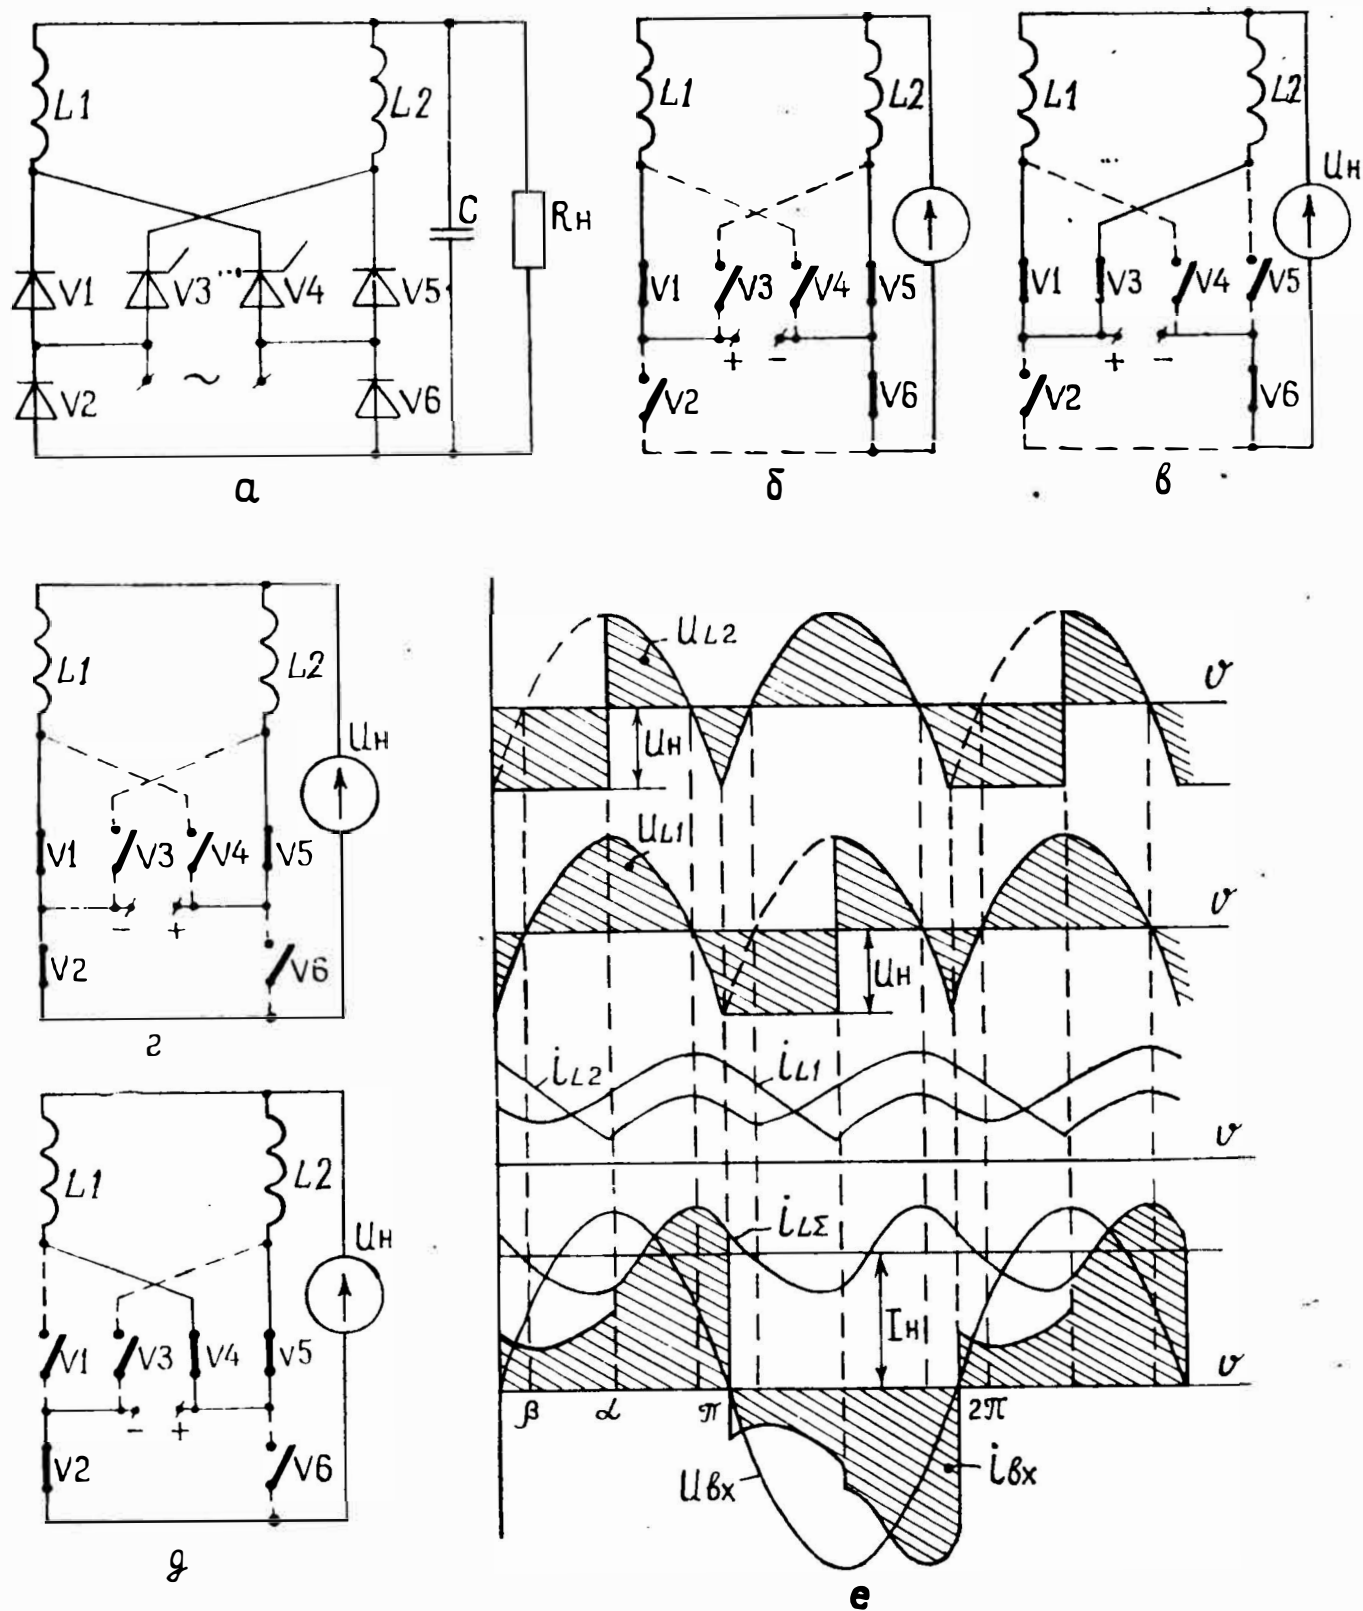 L1
L2
C
Rн
V1
V3
V4
V5
~
V2
V6
а
L1
L2
V1
V3
V4
V5
+
−
V2
V6
б
L1
L2
Uн
V1
V3
V4
V5
+
−
V2
V6
в
L1
L2
Uн
V1
V3
V4
V5
−
+
V2
V6
г
L1
L2
Uн
V1
V3
V4
V5
−
+
V2
V6
д
UL2
Uн
υ
UL1
Uн
υ
iL2
iL1
υ
iLΣ
Iн
υ
β
α
π
2π
Uвх
iвх
е